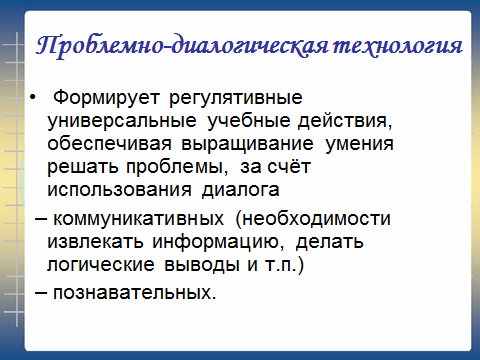 Проблемно-диалогическая технология
• Формирует регулятивные
универсальные учебные действия,
обеспечивая выращивание умения
решать проблемы, за счёт
использования диалога
– коммуникативных (необходимости
извлекать информацию, делать
логические выводы и т.п.)
– познавательных.